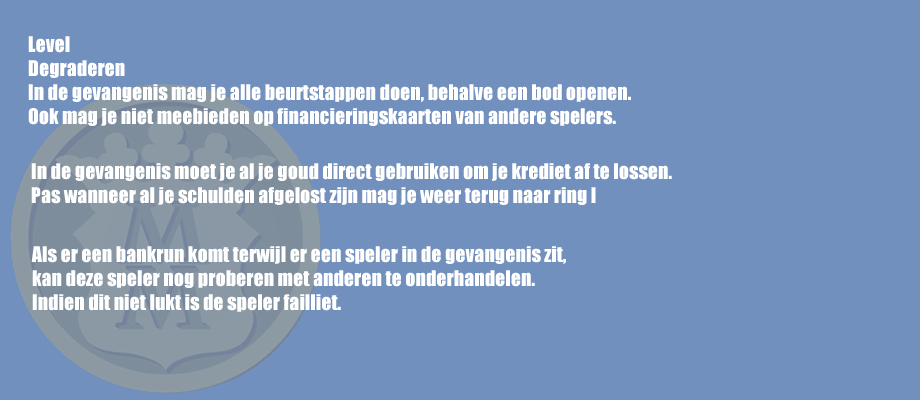 Level
Degraderen
In de gevangenis mag je alle beurtstappen doen, behalve een bod openen.
Ook mag je niet meebieden op financieringskaarten van andere spelers.
In de gevangenis moet je al je goud direct gebruiken om je krediet af te lossen.
Pas wanneer al je schulden afgelost zijn mag je weer terug naar ring I
Als er een bankrun komt terwijl er een speler in de gevangenis zit,
kan deze speler nog proberen met anderen te onderhandelen.
Indien dit niet lukt is de speler failliet.
M
M